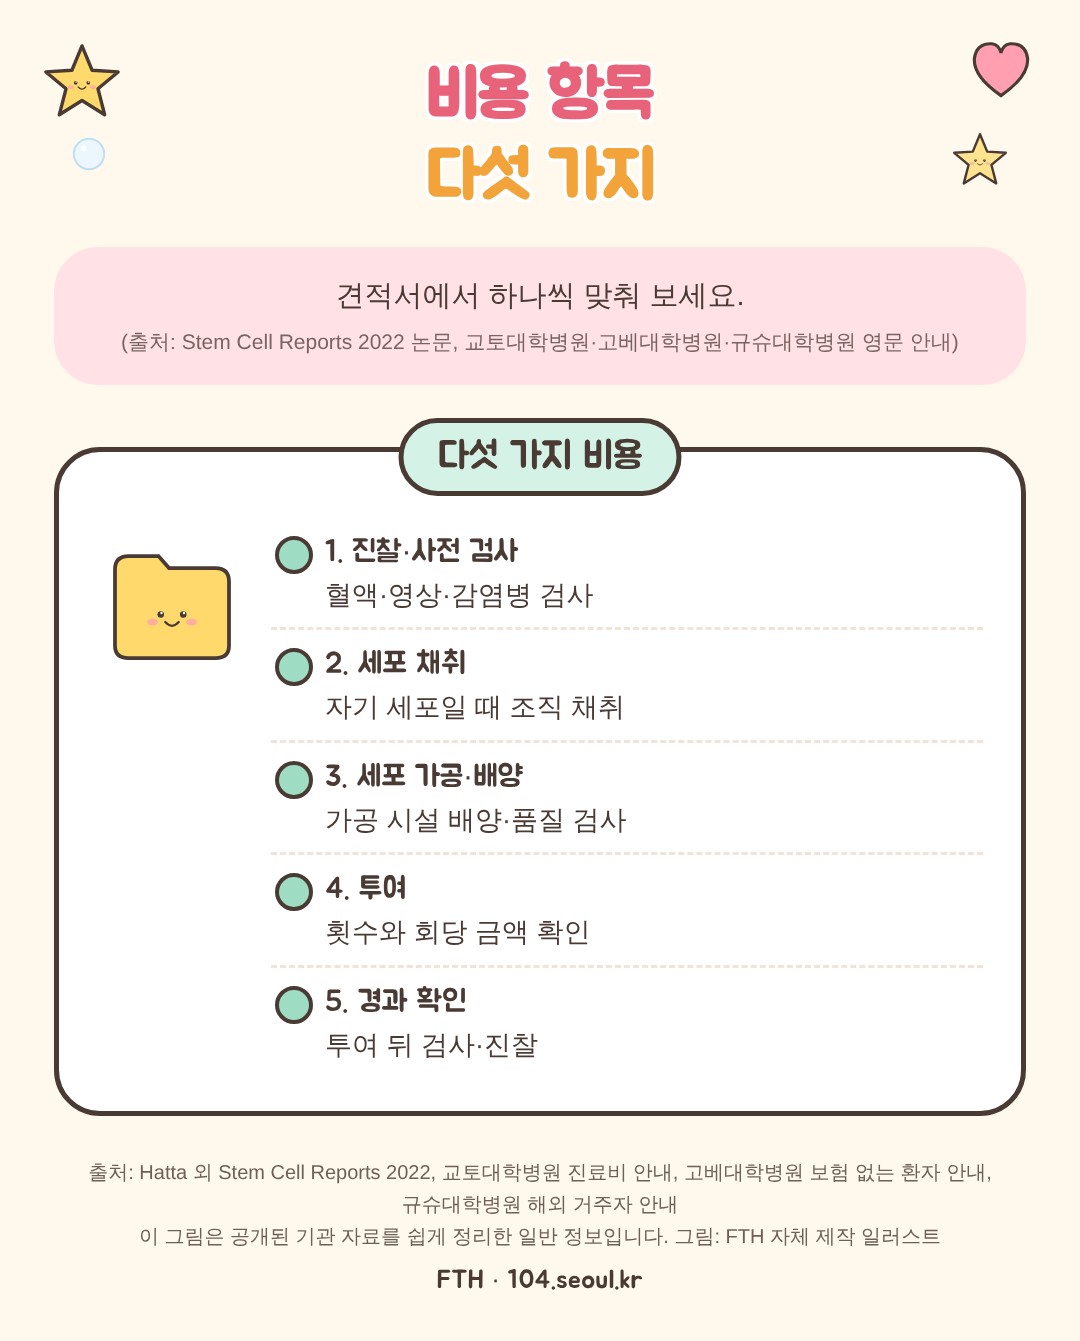 비용 항목
다섯 가지
견적서에서 하나씩 맞춰 보세요.
(출처: Stem Cell Reports 2022 논문, 교토대학병원·고베대학병원·규슈대학병원 영문 안내)
다섯 가지 비용
1. 진찰·사전 검사
혈액·영상·감염병 검사
2. 세포 채취
자기 세포일 때 조직 채취
3. 세포 가공·배양
가공 시설 배양·품질 검사
4. 투여
횟수와 회당 금액 확인
5. 경과 확인
투여 뒤 검사·진찰
출처: Hatta 외 Stem Cell Reports 2022, 교토대학병원 진료비 안내, 고베대학병원 보험 없는 환자 안내,
규슈대학병원 해외 거주자 안내
이 그림은 공개된 기관 자료를 쉽게 정리한 일반 정보입니다. 그림: FTH 자체 제작 일러스트
FTH · 104.seoul.kr